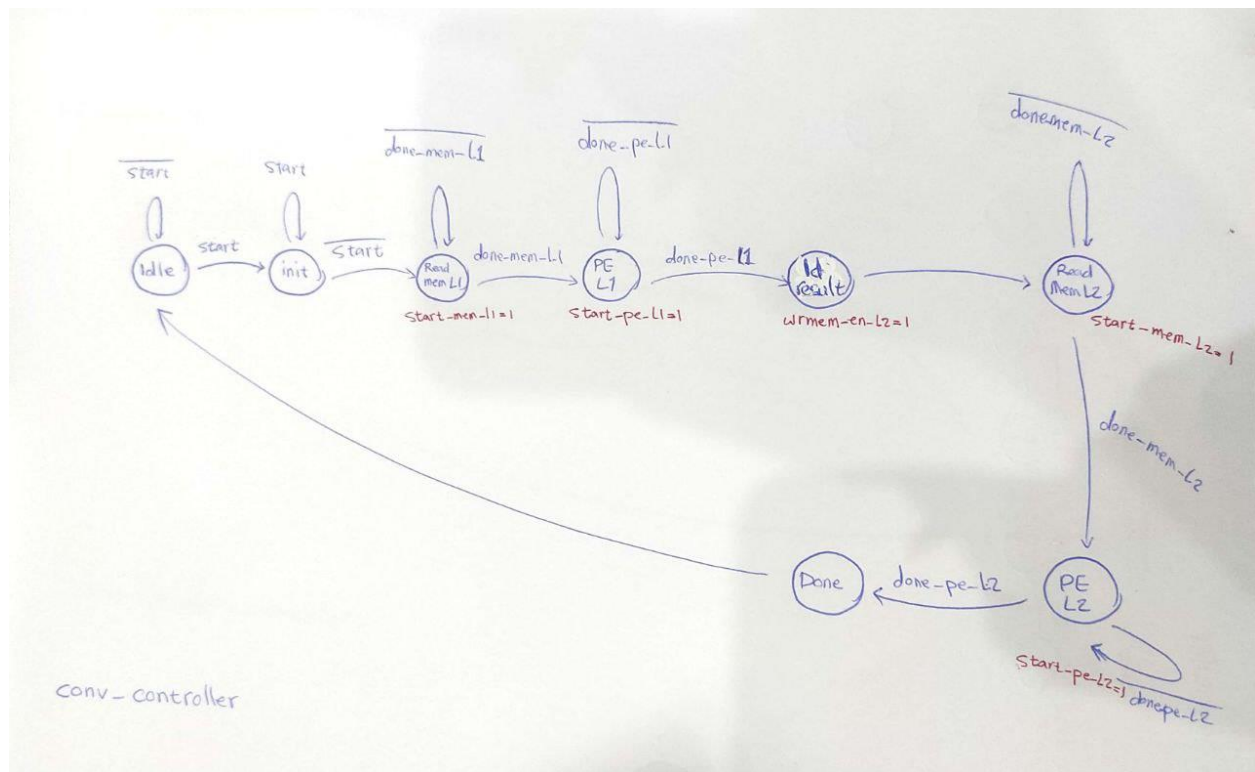 start
start
done-mem-L1
done-pe-L1
donemem-L2
Idle
start
init
start
Read
mem L1
done-mem-L1
PE
L1
done-pe-L1
ld
result
Read
Mem L2
start-mem-l1=1
start-pe-L1=1
wrmem-en-L2=1
start-mem-L2=1
done-mem-L2
Done
done-pe-L2
PE
L2
start-pe-L2=1
donepe-L2
conv_controller